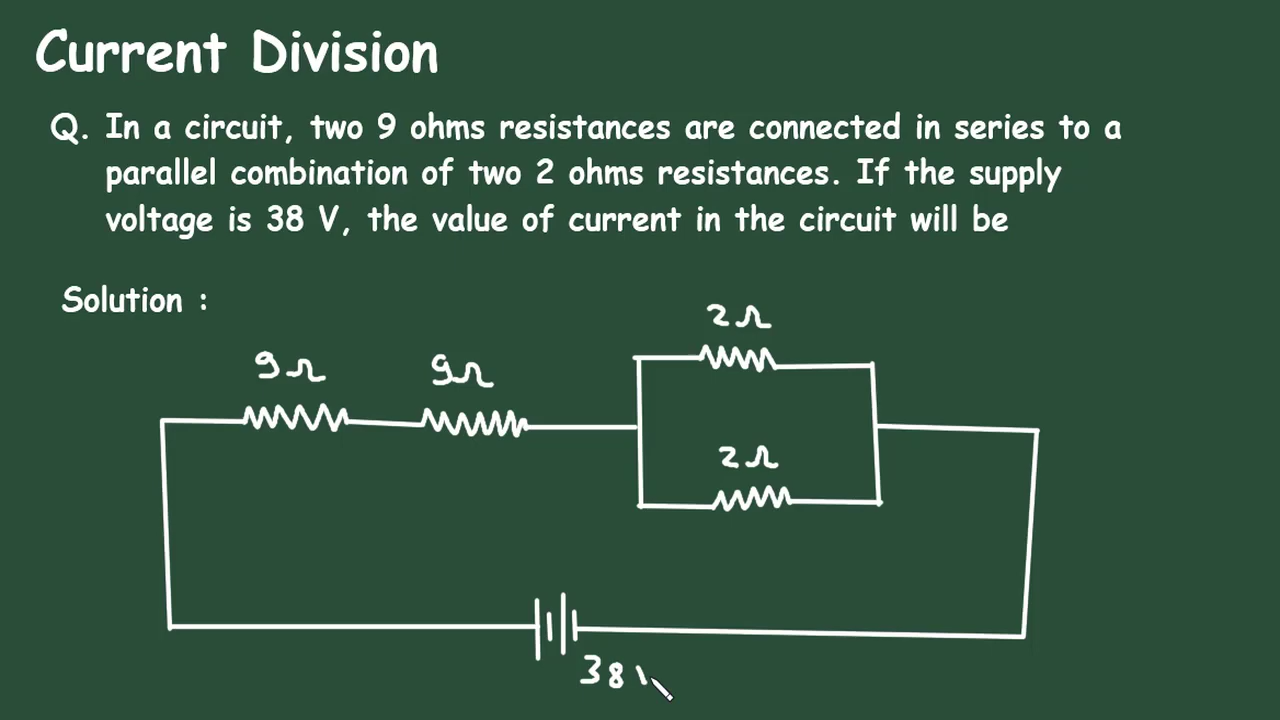 Current Division
Q. In a circuit, two 9 ohms resistances are connected in series to a
parallel combination of two 2 ohms resistances. If the supply
voltage is 38 V, the value of current in the circuit will be
Solution :
2Ω
9Ω 9Ω
2Ω
38